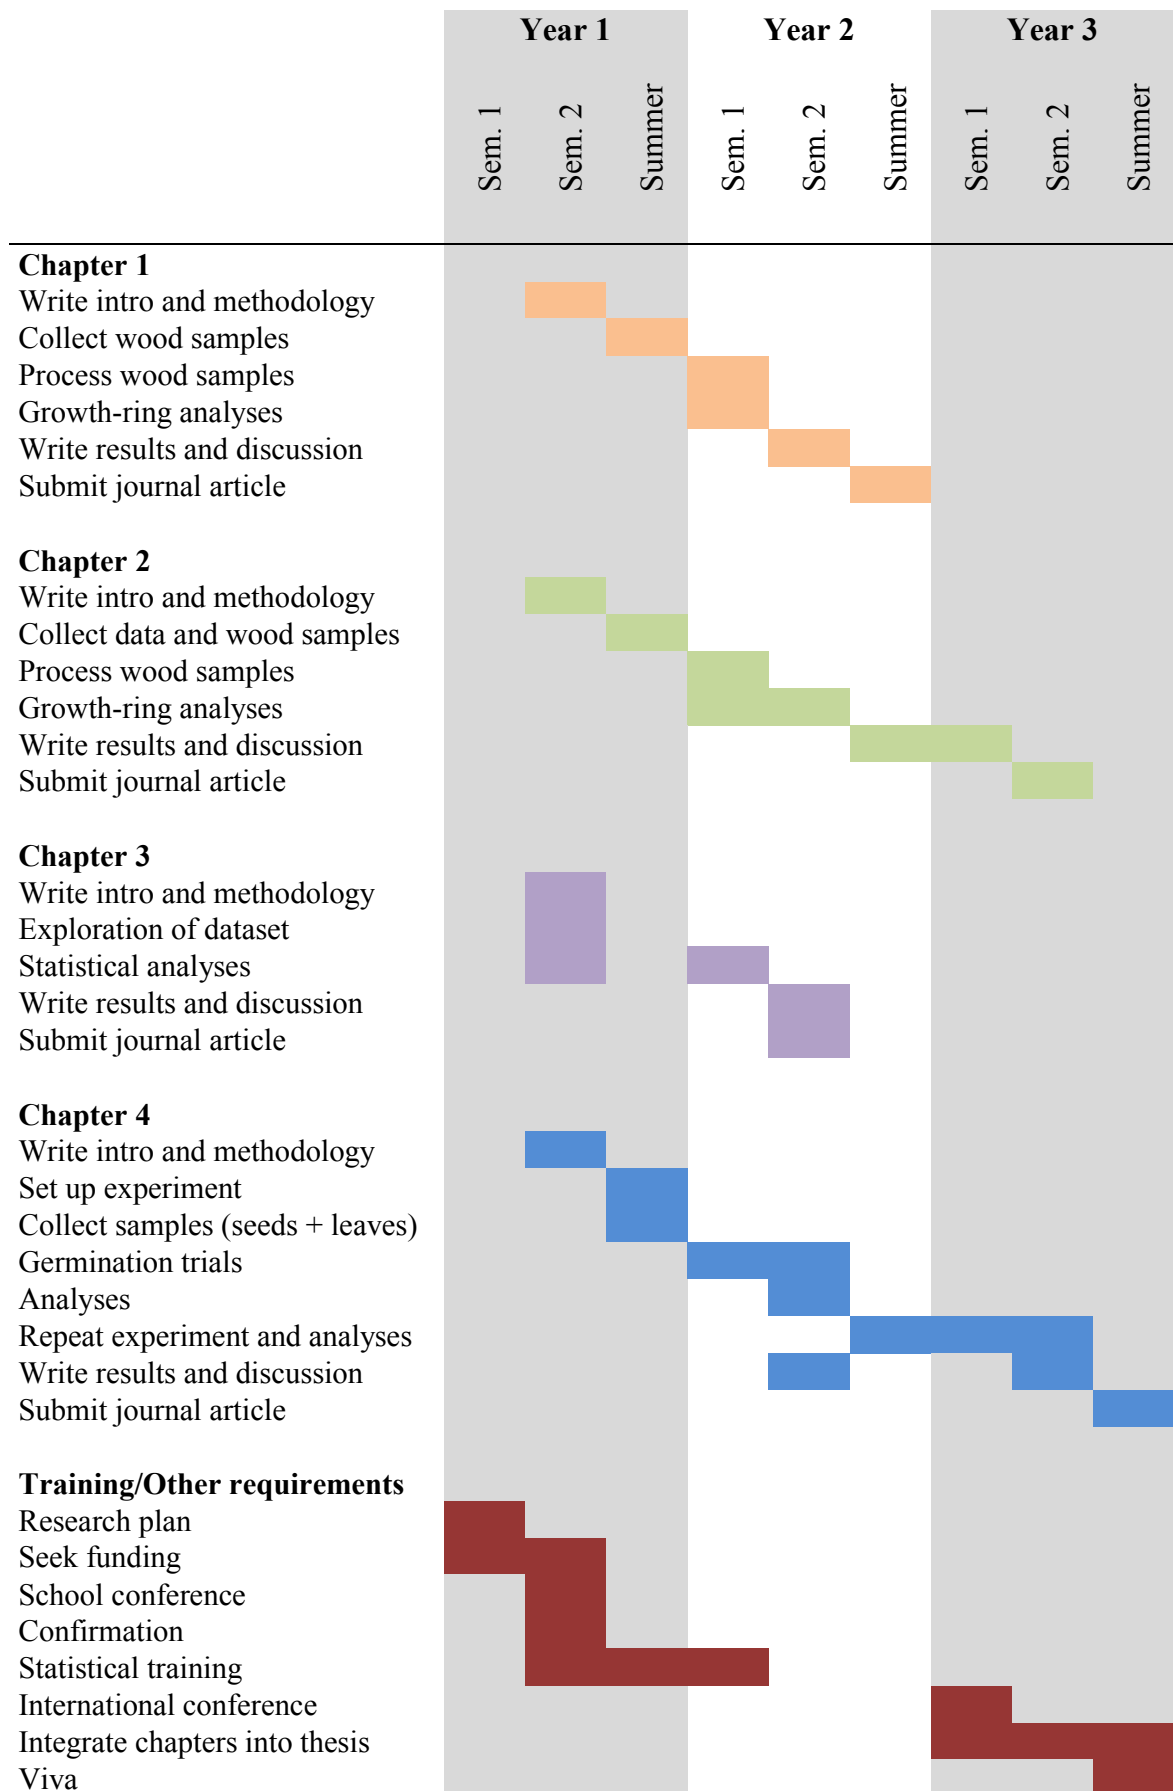 Year 1 Year 2 Year 3
Sem. 1 Sem. 2 Summer Sem. 1 Sem. 2 Summer Sem. 1 Sem. 2 Summer
Chapter 1
Write intro and methodology
Collect wood samples
Process wood samples
Growth-ring analyses
Write results and discussion
Submit journal article
Chapter 2
Write intro and methodology
Collect data and wood samples
Process wood samples
Growth-ring analyses
Write results and discussion
Submit journal article
Chapter 3
Write intro and methodology
Exploration of dataset
Statistical analyses
Write results and discussion
Submit journal article
Chapter 4
Write intro and methodology
Set up experiment
Collect samples (seeds + leaves)
Germination trials
Analyses
Repeat experiment and analyses
Write results and discussion
Submit journal article
Training/Other requirements
Research plan
Seek funding
School conference
Confirmation
Statistical training
International conference
Integrate chapters into thesis
Viva